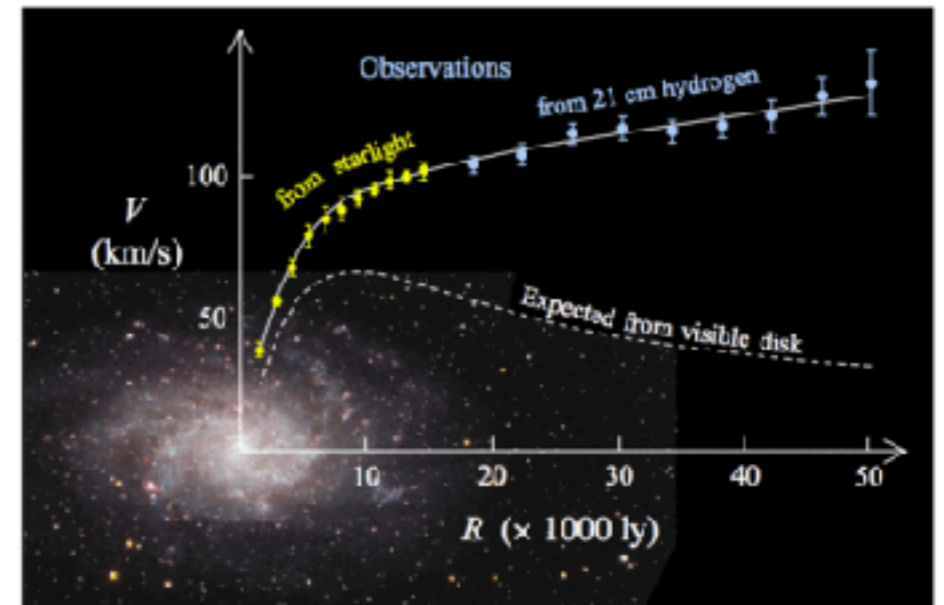 Observations
from 21 cm hydrogen
from starlight
100
V
(km/s)
50
Expected from visible disk
10 20 30 40 50
R (× 1000 ly)